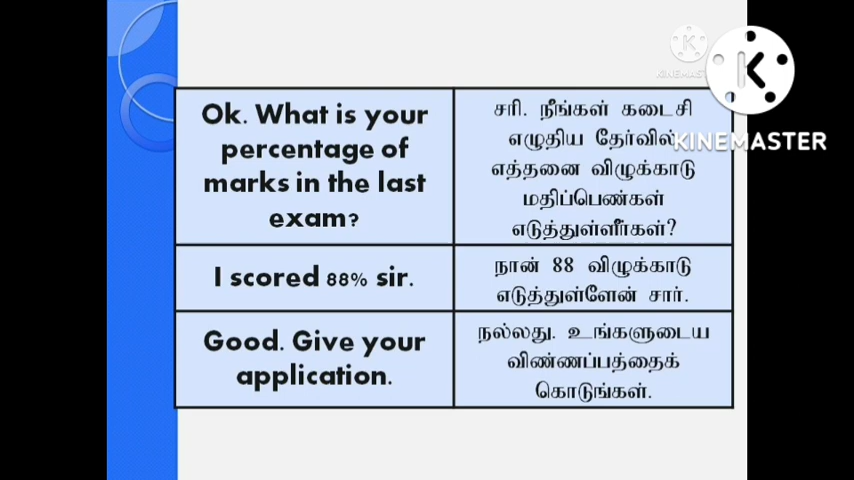 Ok. What is your
percentage of
marks in the last
exam?
சரி. நீங்கள் கடைசி
எழுதிய தேர்வில்
எத்தனை விழுக்காடு
மதிப்பெண்கள்
எடுத்துள்ளீர்கள்?
I scored 88% sir.
நான் 88 விழுக்காடு
எடுத்துள்ளேன் சார்.
Good. Give your
application.
நல்லது. உங்களுடைய
விண்ணப்பத்தைக்
கொடுங்கள்.
KINEMASTER
KINEMASTER